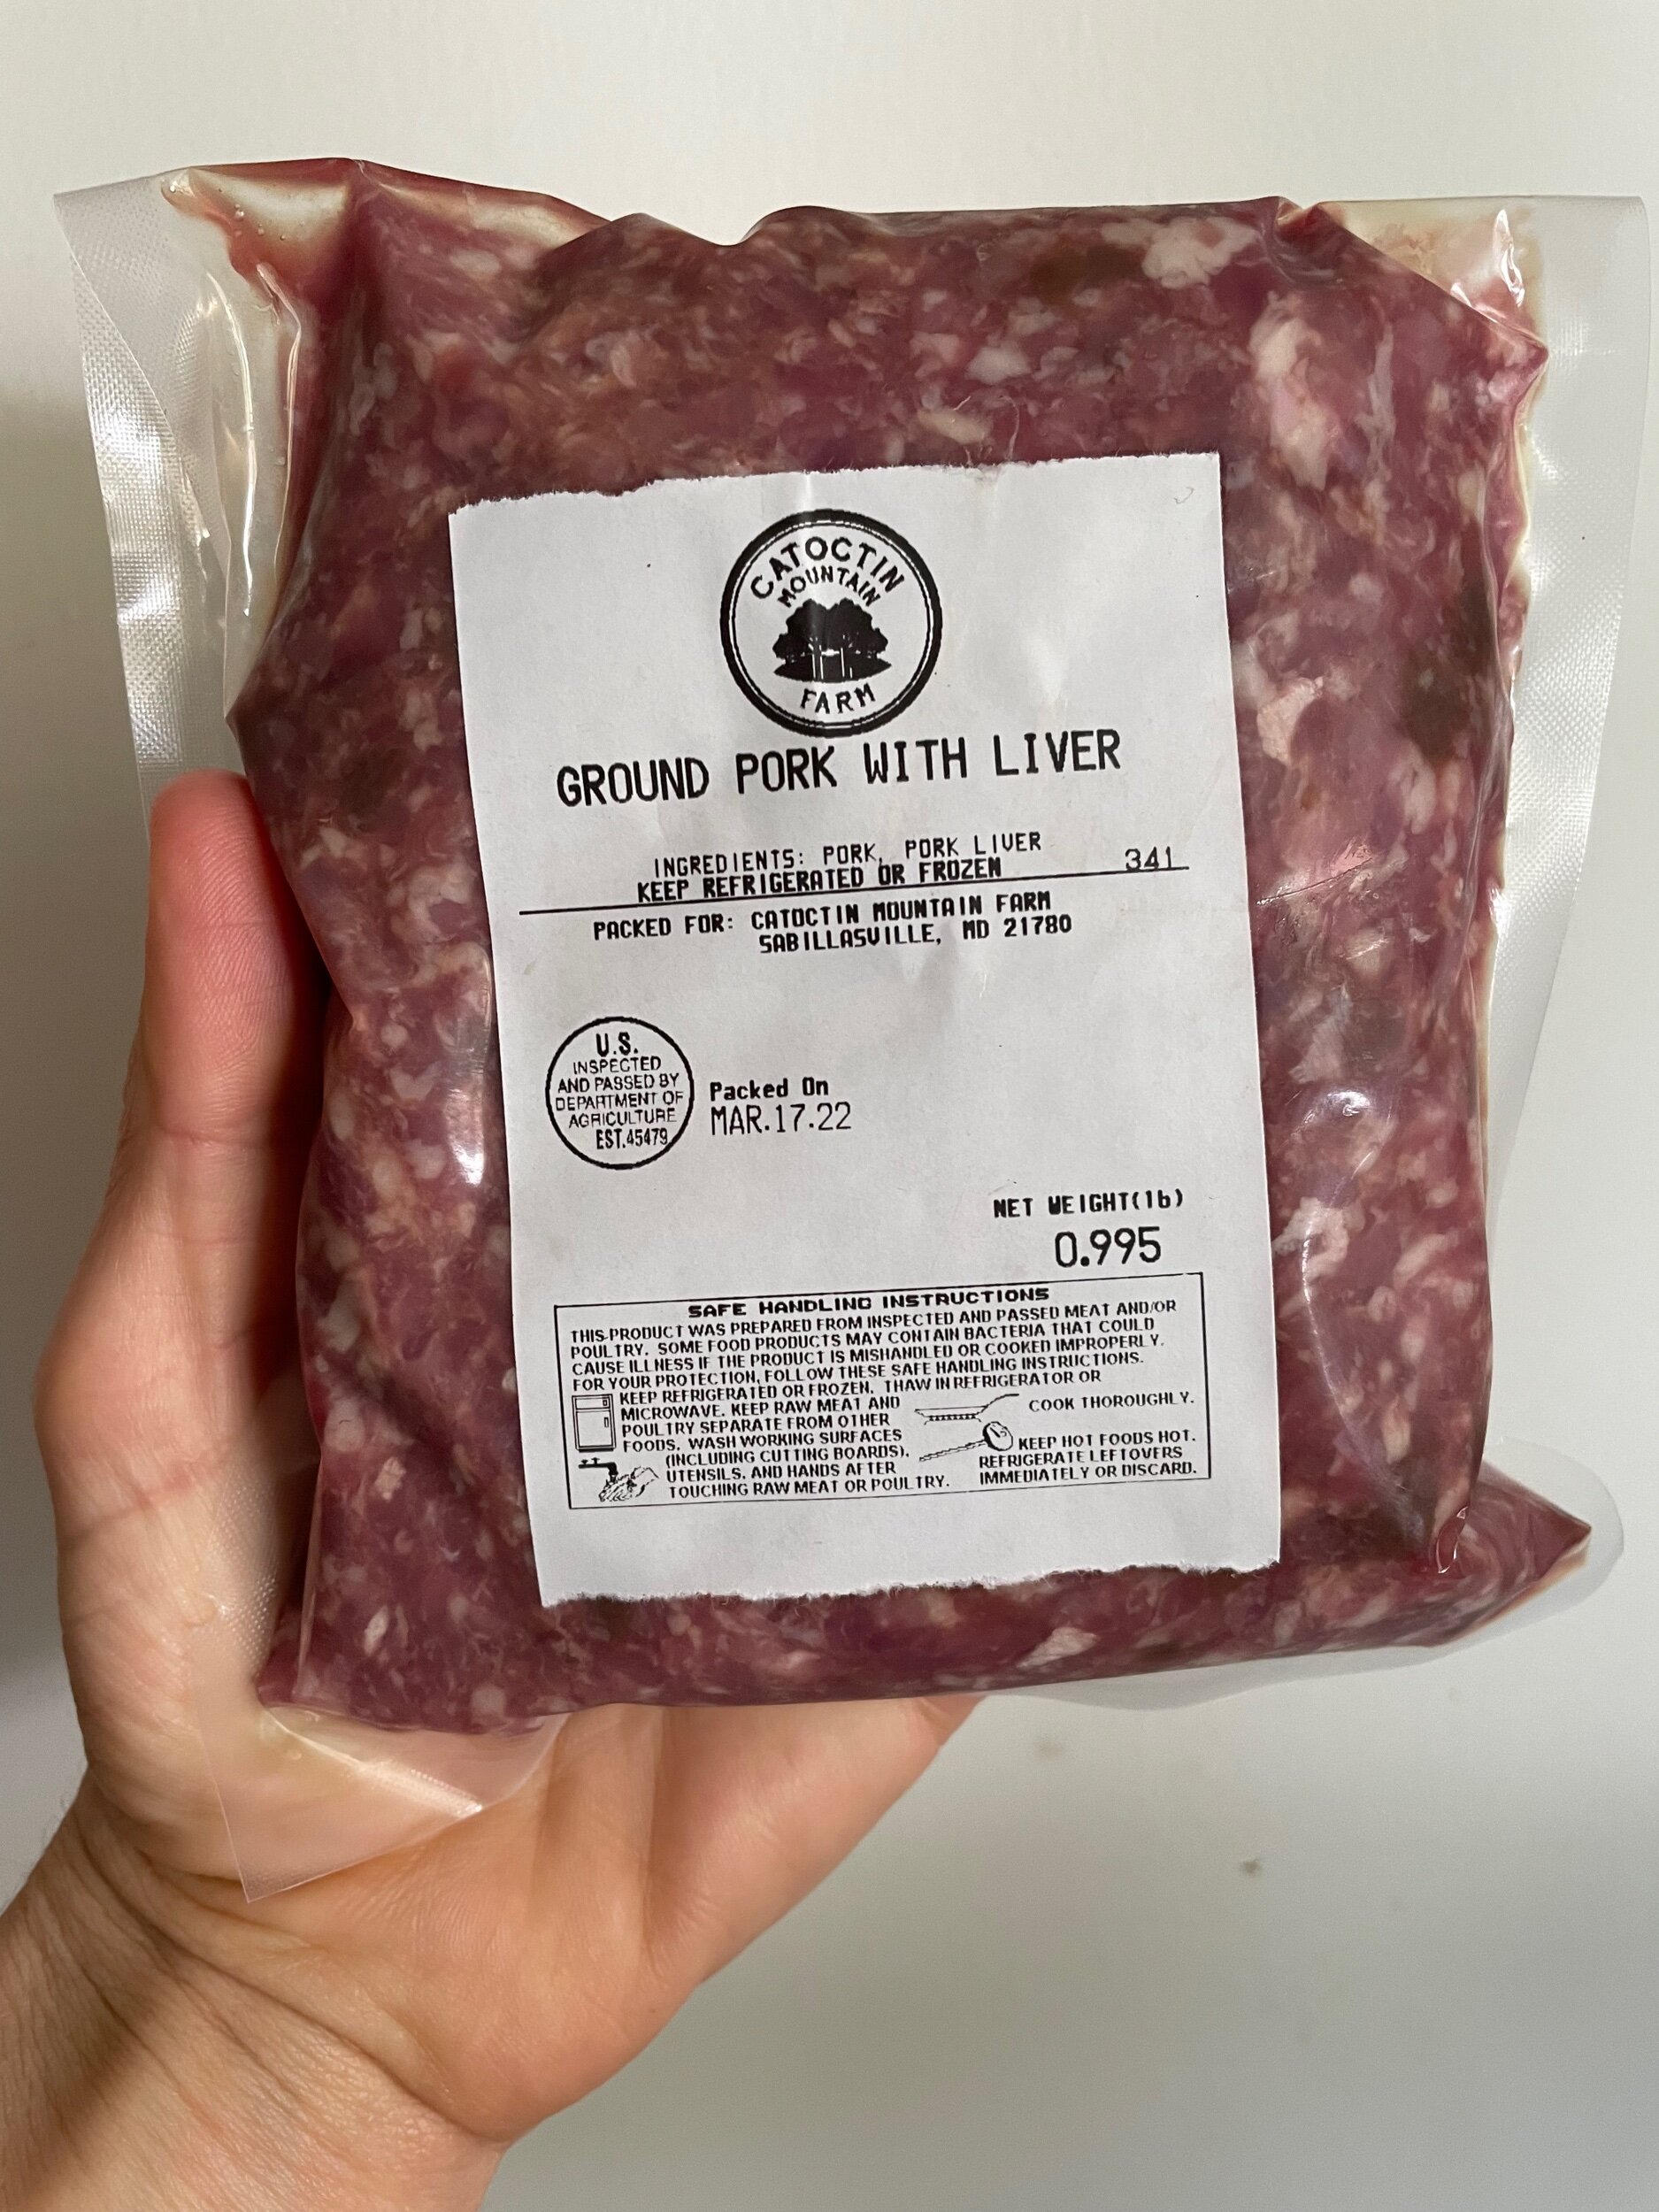 CATOCTIN
MOUNTAIN
FARM
GROUND PORK WITH LIVER
INGREDIENTS: PORK, PORK LIVER
KEEP REFRIGERATED OR FROZEN
341
PACKED FOR: CATOCTIN MOUNTAIN FARM
SABILLASVILLE, MD 21780
U.S.
INSPECTED
AND PASSED BY
DEPARTMENT OF
AGRICULTURE
EST.45479
Packed On
MAR.17.22
NET WEIGHT(lb)
0.995
SAFE HANDLING INSTRUCTIONS
THIS PRODUCT WAS PREPARED FROM INSPECTED AND PASSED MEAT AND/OR
POULTRY. SOME FOOD PRODUCTS MAY CONTAIN BACTERIA THAT COULD
CAUSE ILLNESS IF THE PRODUCT IS MISHANDLED OR COOKED IMPROPERLY.
FOR YOUR PROTECTION, FOLLOW THESE SAFE HANDLING INSTRUCTIONS.
KEEP REFRIGERATED OR FROZEN. THAW IN REFRIGERATOR OR
MICROWAVE. KEEP RAW MEAT AND
POULTRY SEPARATE FROM OTHER
FOODS. WASH WORKING SURFACES
(INCLUDING CUTTING BOARDS),
UTENSILS, AND HANDS AFTER
TOUCHING RAW MEAT OR POULTRY.
COOK THOROUGHLY.
KEEP HOT FOODS HOT.
REFRIGERATE LEFTOVERS
IMMEDIATELY OR DISCARD.